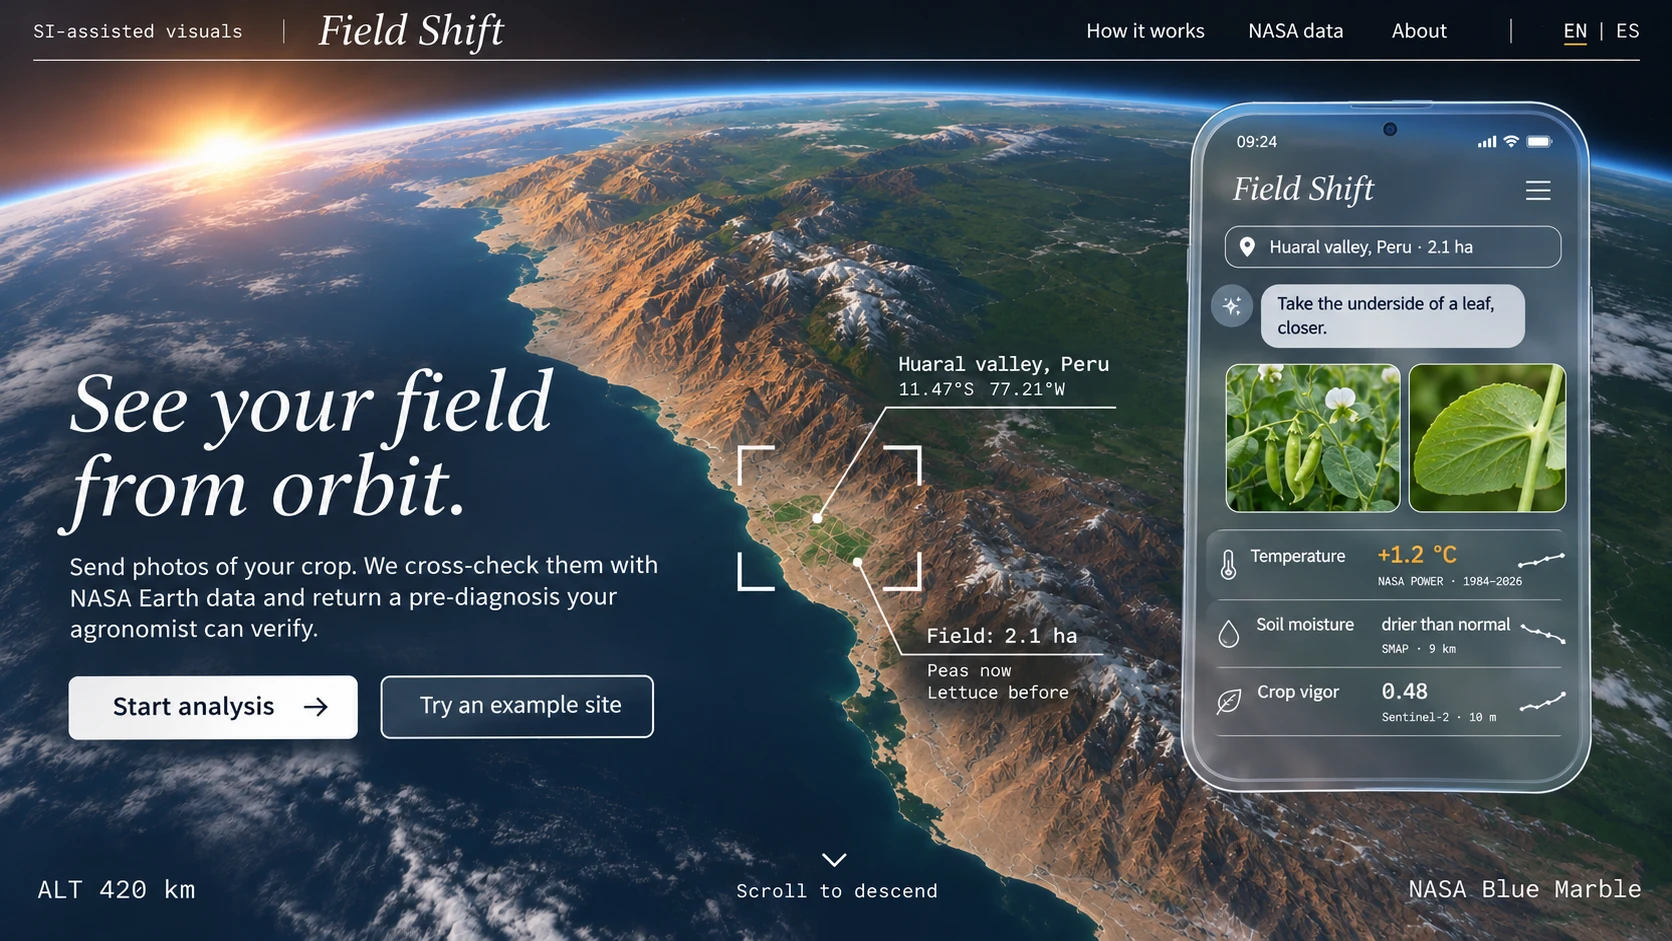 SI-assisted visuals
Field Shift
How it works
NASA data
About
EN | ES
09:24
Field Shift
Huaral valley, Peru · 2.1 ha
Take the underside of a leaf,
closer.
Huaral valley, Peru
11.47°S 77.21°W
See your field
from orbit.
Send photos of your crop. We cross-check them with
NASA Earth data and return a pre-diagnosis your
agronomist can verify.
Start analysis →
Try an example site
Field: 2.1 ha
Peas now
Lettuce before
Temperature
+1.2 °C
NASA POWER · 1984–2026
Soil moisture
drier than normal
SMAP · 9 km
Crop vigor
0.48
Sentinel-2 · 10 m
ALT 420 km
Scroll to descend
NASA Blue Marble